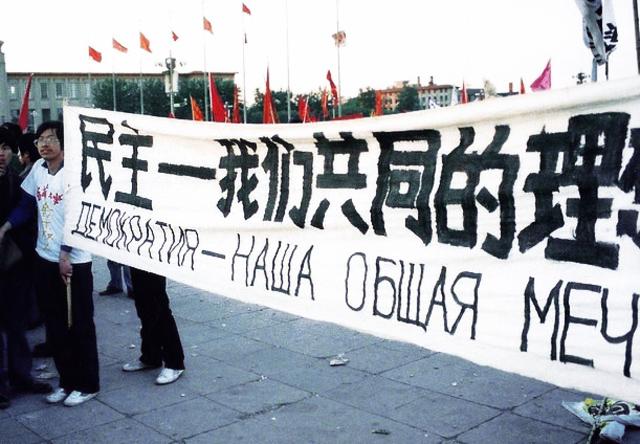 民主—我们共同的理
ДЕМОКРАТИЯ — НАША ОБЩАЯ МЕЧ